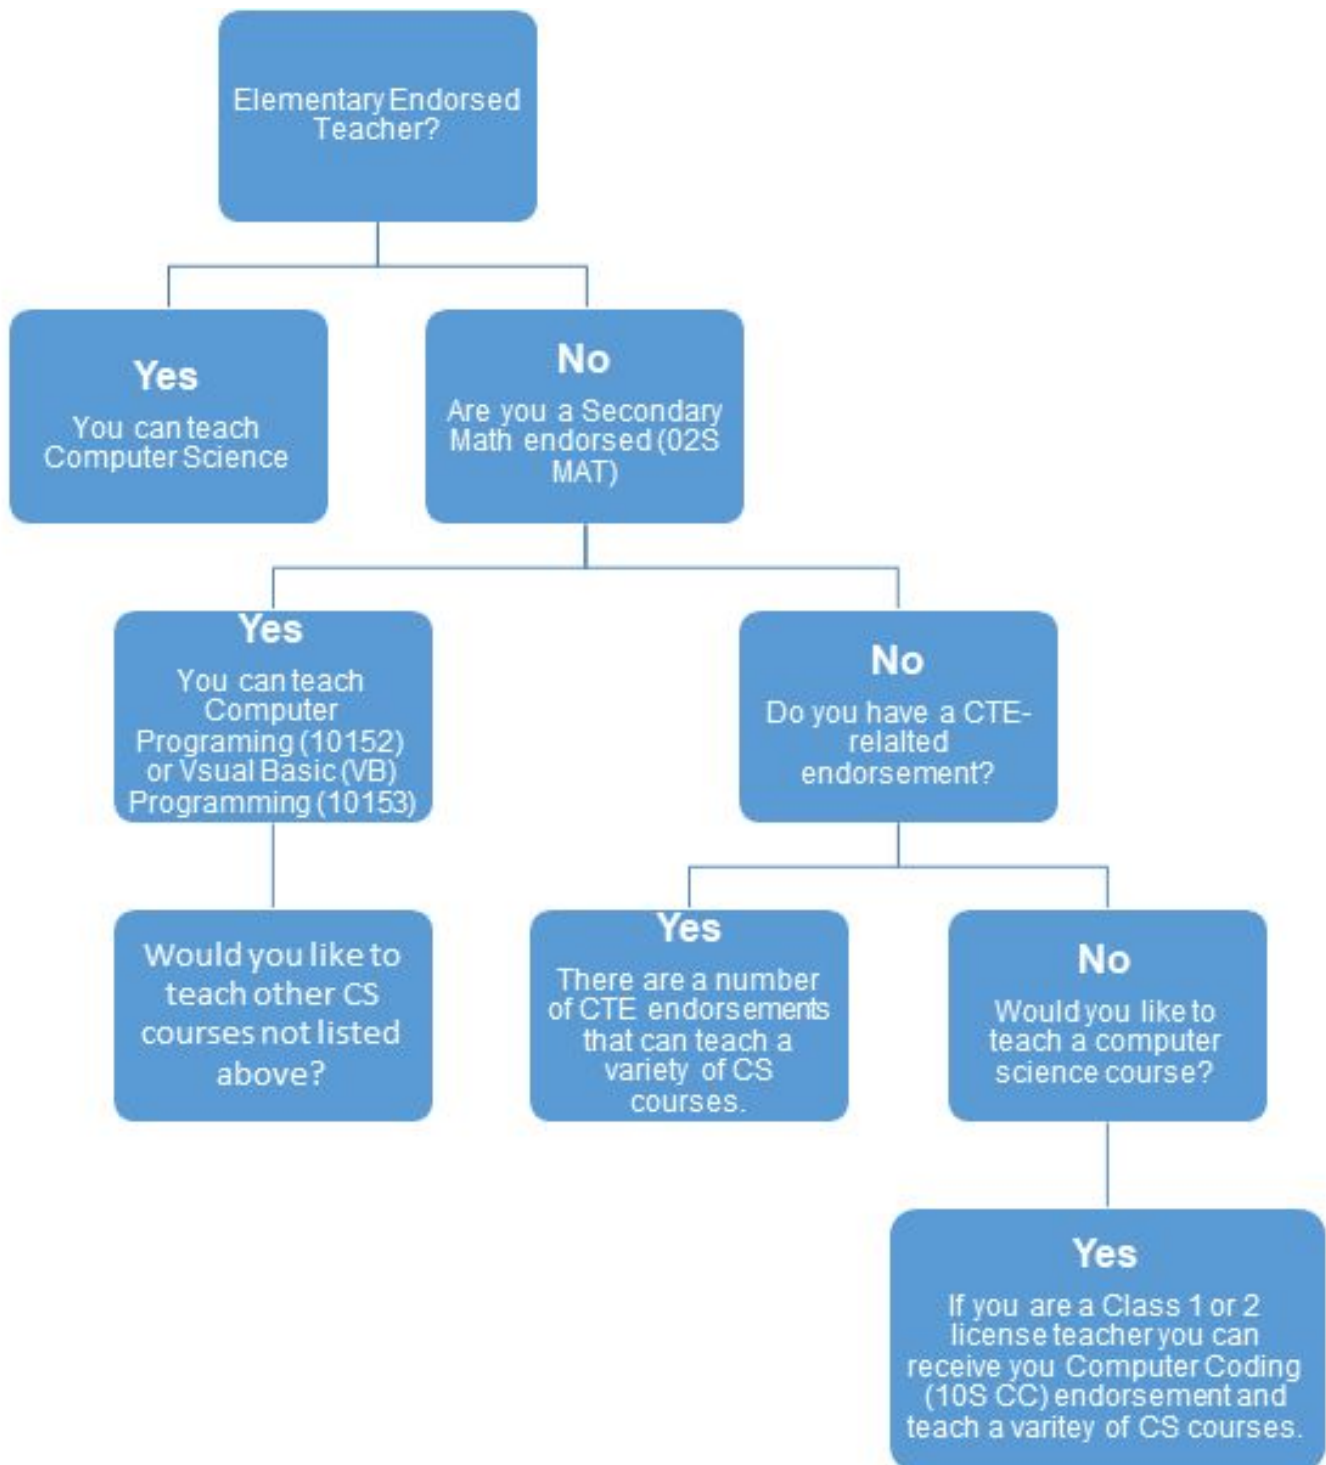 Elementary Endorsed
Teacher?
Yes
You can teach
Computer Science
No
Are you a Secondary
Math endorsed (02S
MAT)
Yes
You can teach
Computer
Programing (10152)
or Vsual Basic (VB)
Programming (10153)
No
Do you have a CTE-
relalted
endorsement?
Would you like to
teach other CS
courses not listed
above?
Yes
There are a number
of CTE endorsements
that can teach a
variety of CS
courses.
No
Would you like to
teach a computer
science course?
Yes
If you are a Class 1 or 2
license teacher you can
receive you Computer Coding
(10S CC) endorsement and
teach a varitey of CS courses.